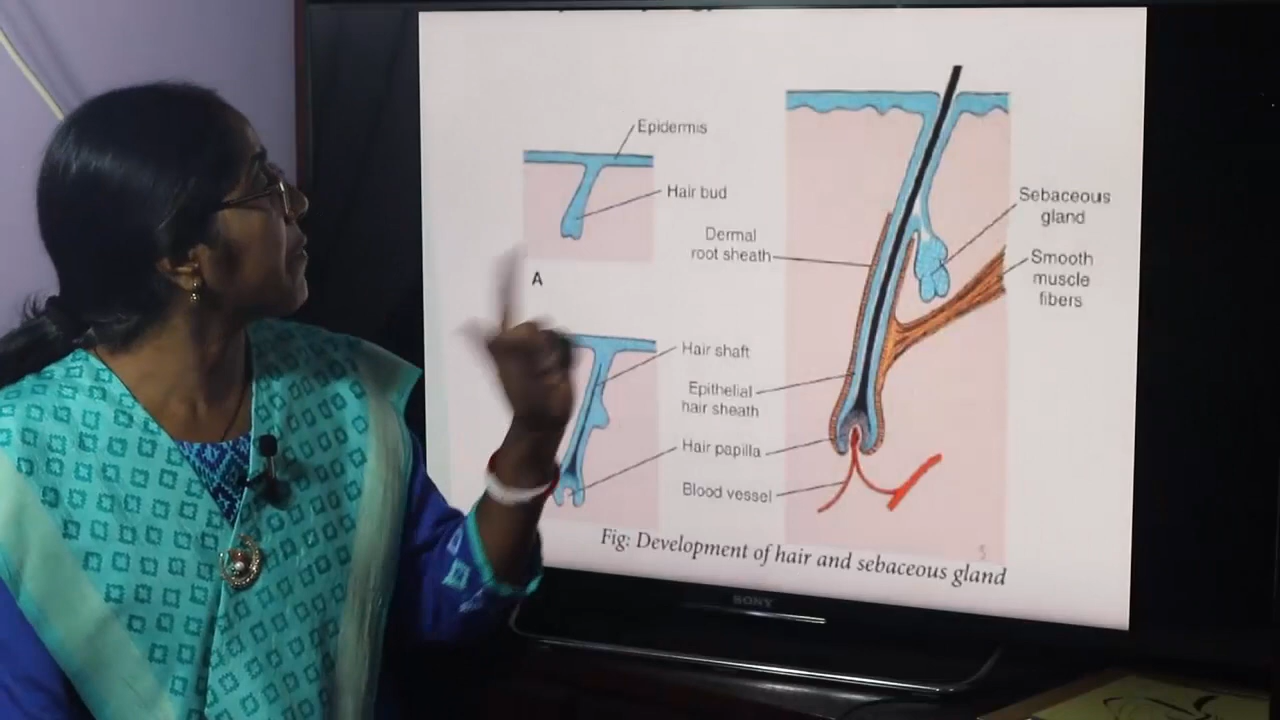 Epidermis
Hair bud
A
Hair shaft
Hair papilla
Dermal
root sheath
Epithelial
hair sheath
Blood vessel
Sebaceous
gland
Smooth
muscle
fibers
Fig: Development of hair and sebaceous gland
SONY